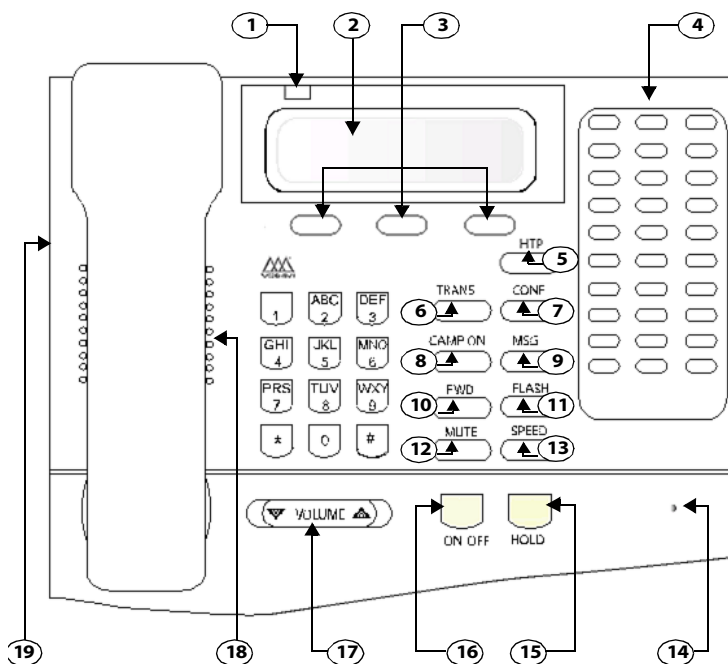 1 2 3 4
HTP
5
TRANS CONF
6 7
ABC DEF
1 2 3
CAMP ON MSG
8 9
GHI JKL MNO
4 5 6
FWD FLASH
10 11
PRS TUV WXY
7 8 9
MUTE SPEED
12 13
* 0 #
VOLUME
ON OFF HOLD
19 18 17 16 15 14